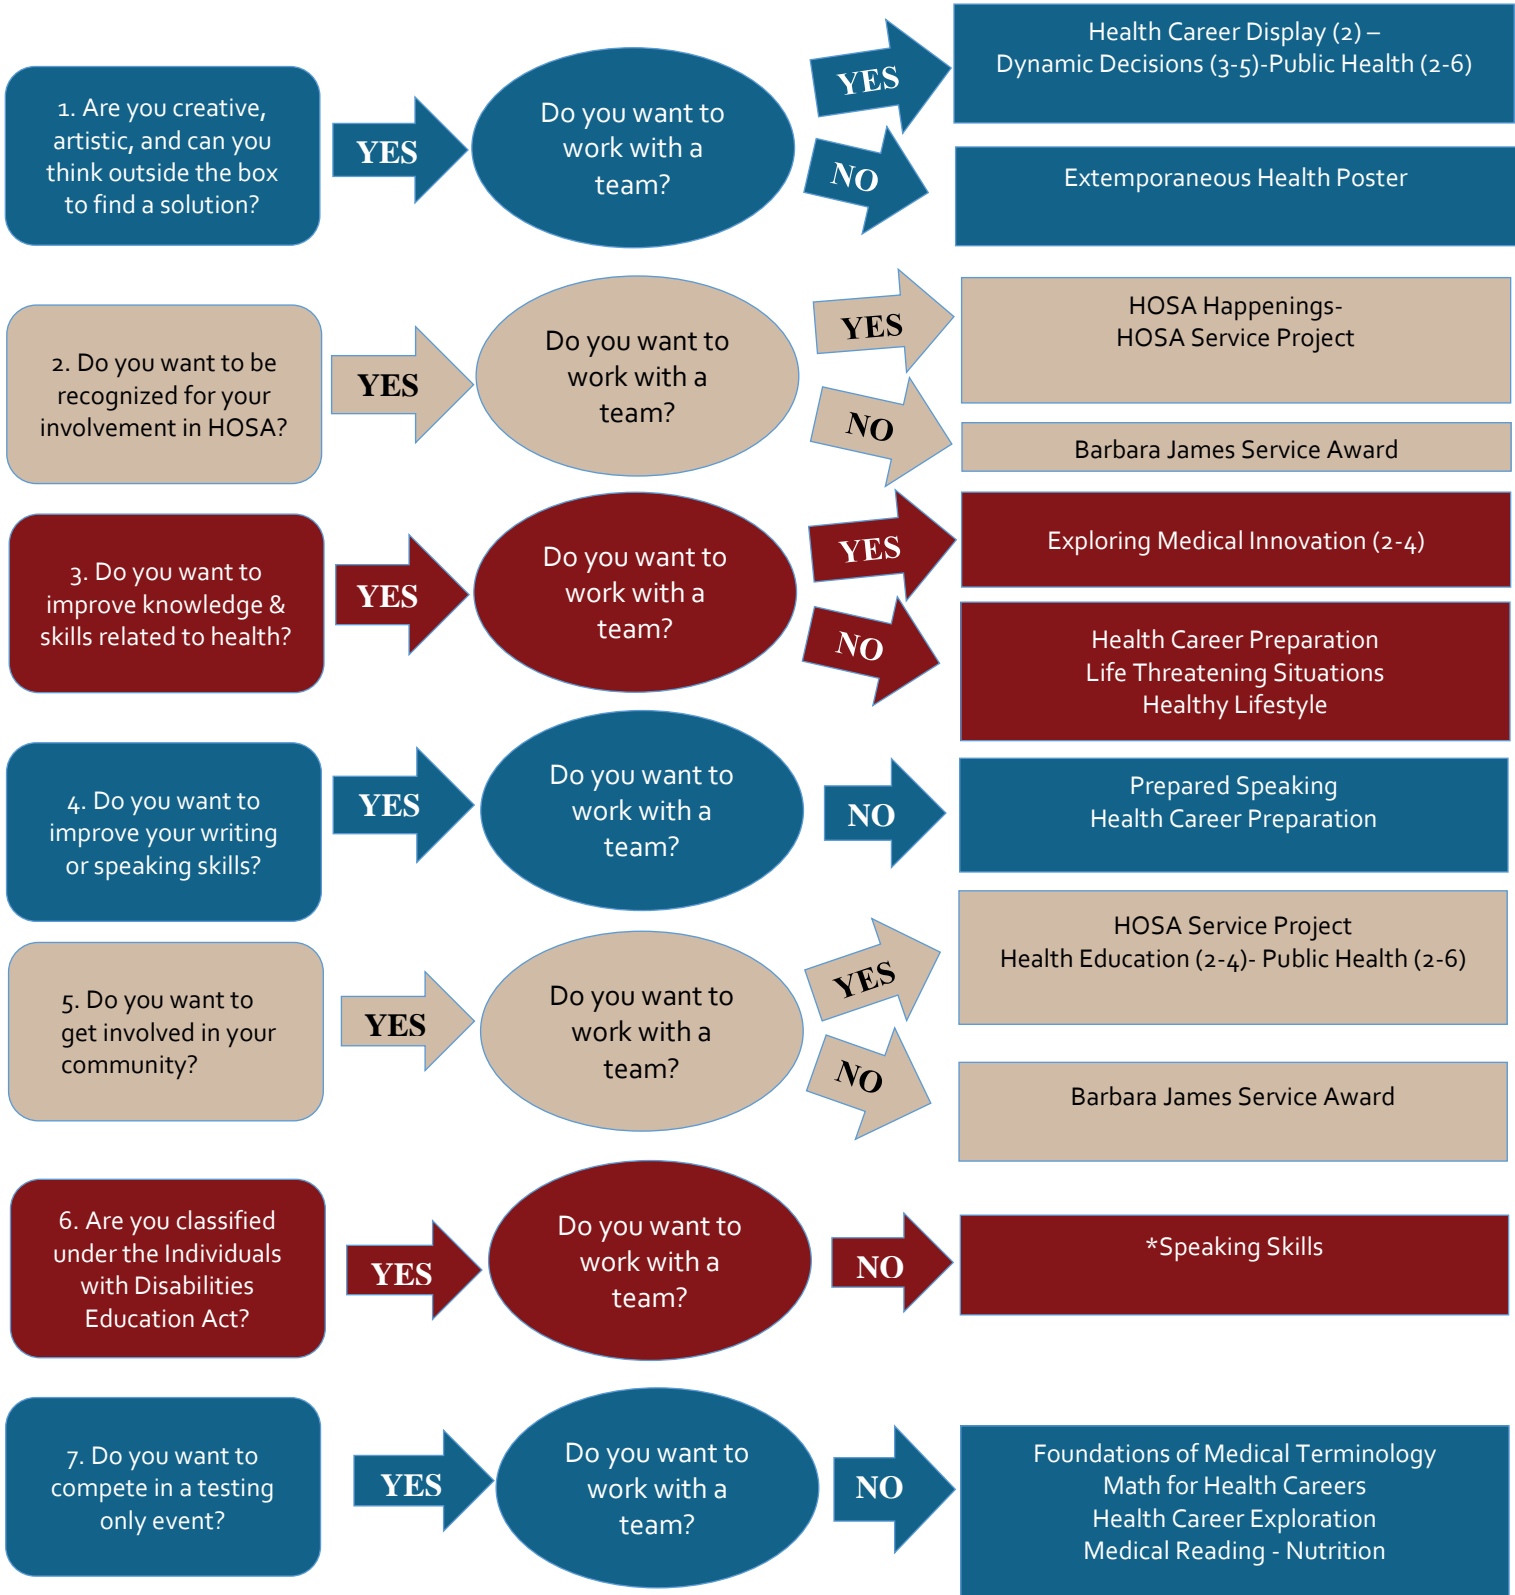 1. Are you creative,
artistic, and can you
think outside the box
to find a solution?
YES
Do you want to
work with a
team?
YES
Health Career Display (2) –
Dynamic Decisions (3-5)-Public Health (2-6)
NO
Extemporaneous Health Poster
2. Do you want to be
recognized for your
involvement in HOSA?
YES
Do you want to
work with a
team?
YES
HOSA Happenings-
HOSA Service Project
NO
Barbara James Service Award
3. Do you want to
improve knowledge &
skills related to health?
YES
Do you want to
work with a
team?
YES
Exploring Medical Innovation (2-4)
NO
Health Career Preparation
Life Threatening Situations
Healthy Lifestyle
4. Do you want to
improve your writing
or speaking skills?
YES
Do you want to
work with a
team?
NO
Prepared Speaking
Health Career Preparation
5. Do you want to
get involved in your
community?
YES
Do you want to
work with a
team?
YES
HOSA Service Project
Health Education (2-4)- Public Health (2-6)
NO
Barbara James Service Award
6. Are you classified
under the Individuals
with Disabilities
Education Act?
YES
Do you want to
work with a
team?
NO
*Speaking Skills
7. Do you want to
compete in a testing
only event?
YES
Do you want to
work with a
team?
NO
Foundations of Medical Terminology
Math for Health Careers
Health Career Exploration
Medical Reading - Nutrition